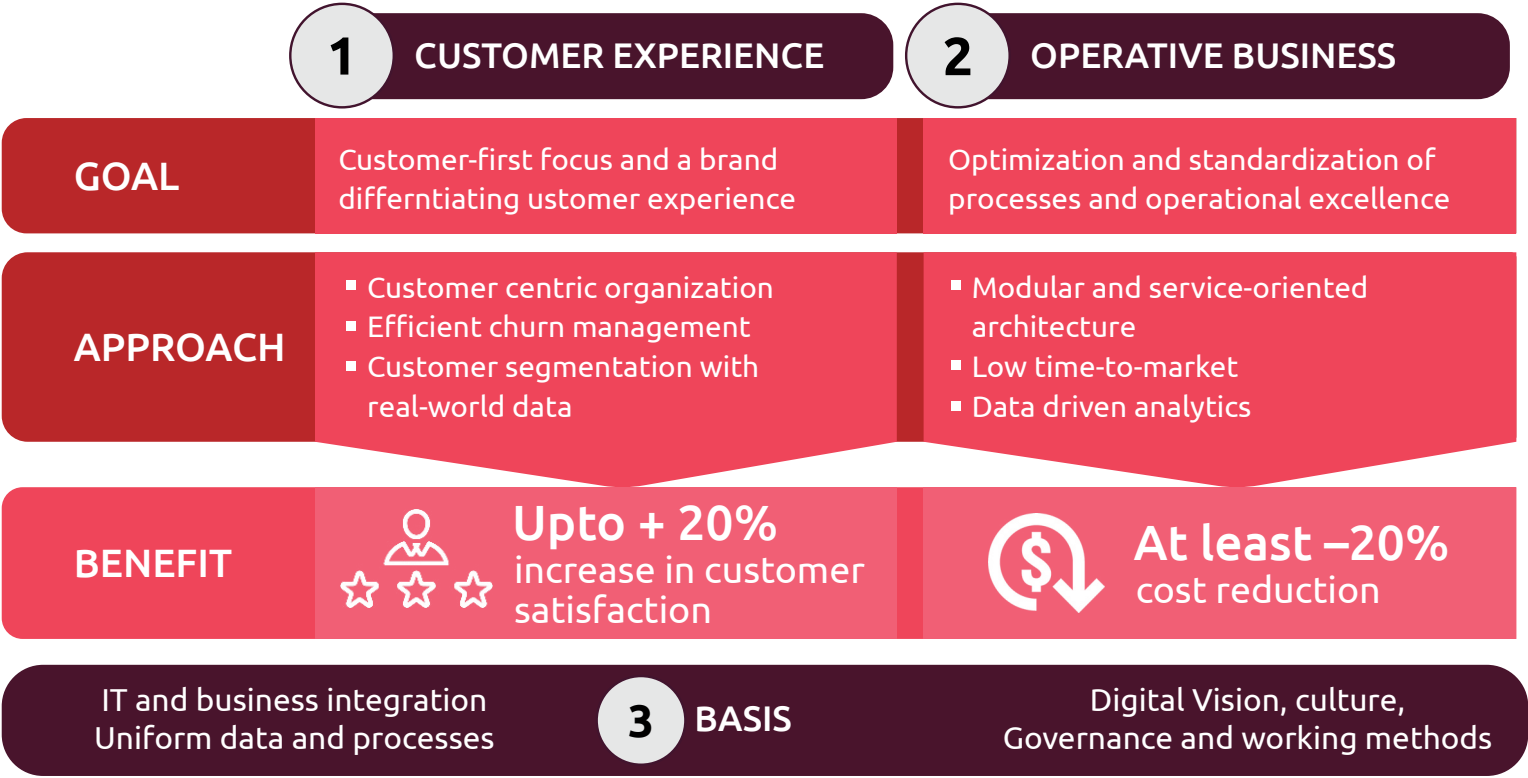 1 CUSTOMER EXPERIENCE
2 OPERATIVE BUSINESS
GOAL
Customer-first focus and a brand
differntiating ustomer experience
Optimization and standardization of
processes and operational excellence
APPROACH
▪ Customer centric organization
▪ Efficient churn management
▪ Customer segmentation with
real-world data
▪ Modular and service-oriented
architecture
▪ Low time-to-market
▪ Data driven analytics
BENEFIT
Upto + 20%
increase in customer
satisfaction
$
At least –20%
cost reduction
IT and business integration
Uniform data and processes
3 BASIS
Digital Vision, culture,
Governance and working methods